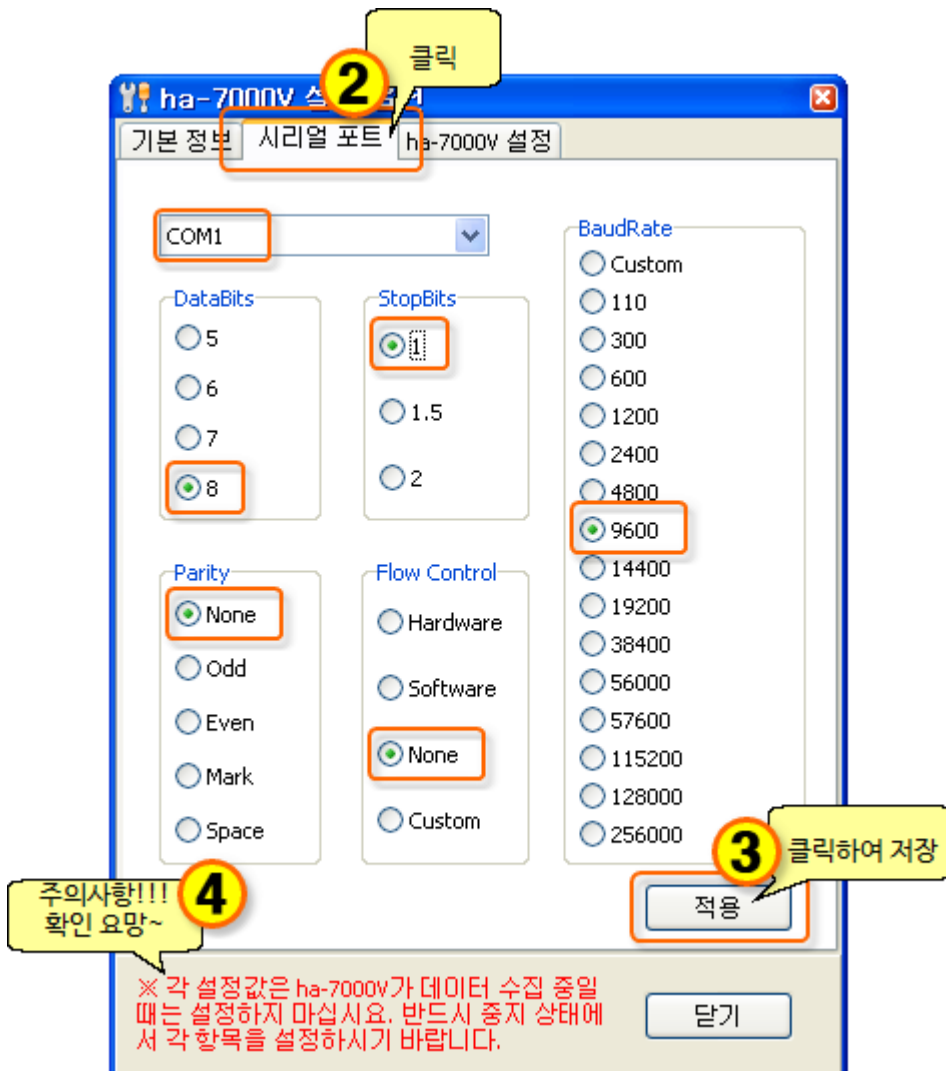 클릭
2
ha-7000V
기본 정보
시리얼 포트
ha-7000V 설정
COM1
DataBits
5
6
7
8
StopBits
1
1.5
2
Parity
None
Odd
Even
Mark
Space
Flow Control
Hardware
Software
None
Custom
BaudRate
Custom
110
300
600
1200
2400
4800
9600
14400
19200
38400
56000
57600
115200
128000
256000
3
클릭하여 저장
적용
주의사항!!!
확인 요망~
4
※ 각 설정값은 ha-7000V가 데이터 수집 중일
때는 설정하지 마십시요. 반드시 중지 상태에
서 각 항목을 설정하시기 바랍니다.
닫기